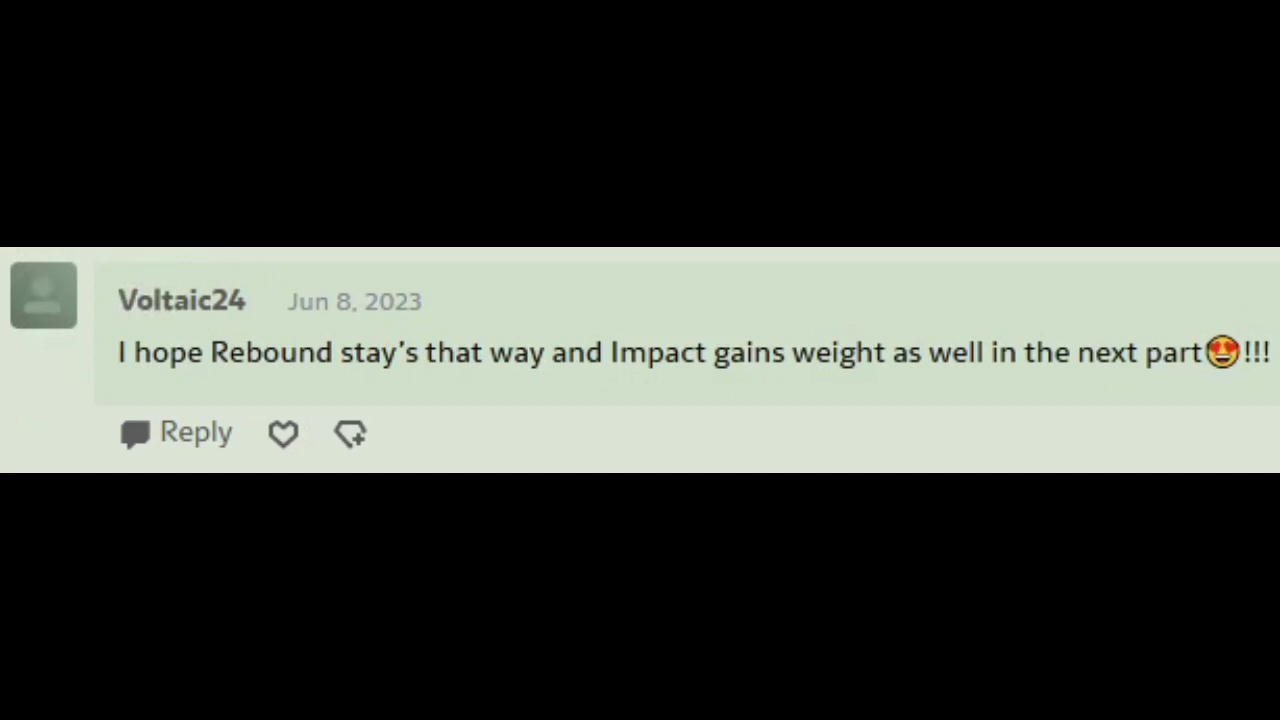 Voltaic24 Jun 8, 2023
I hope Rebound stay's that way and Impact gains weight as well in the next part😍!!!
Reply